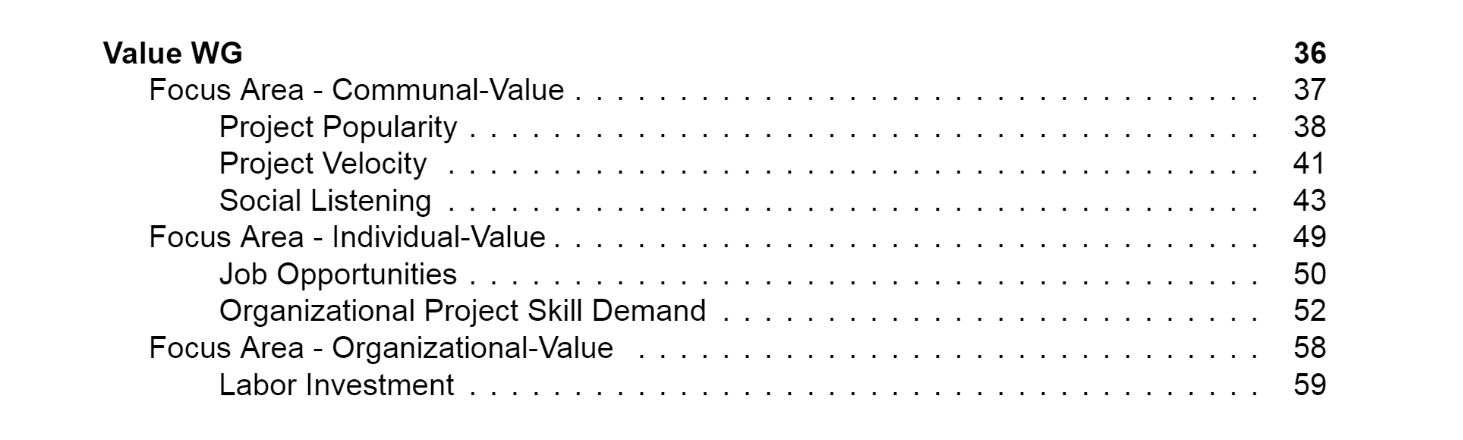 Value WG 36
Focus Area - Communal-Value . . . . . . . . . . . . . . . . . . . . . . . . . . . . . . . . . 37
Project Popularity . . . . . . . . . . . . . . . . . . . . . . . . . . . . . . . . . . . . . . 38
Project Velocity . . . . . . . . . . . . . . . . . . . . . . . . . . . . . . . . . . . . . . . 41
Social Listening . . . . . . . . . . . . . . . . . . . . . . . . . . . . . . . . . . . . . . . 43
Focus Area - Individual-Value . . . . . . . . . . . . . . . . . . . . . . . . . . . . . . . . . . 49
Job Opportunities . . . . . . . . . . . . . . . . . . . . . . . . . . . . . . . . . . . . . . 50
Organizational Project Skill Demand . . . . . . . . . . . . . . . . . . . . . . . . . . 52
Focus Area - Organizational-Value . . . . . . . . . . . . . . . . . . . . . . . . . . . . . . 58
Labor Investment . . . . . . . . . . . . . . . . . . . . . . . . . . . . . . . . . . . . . . 59